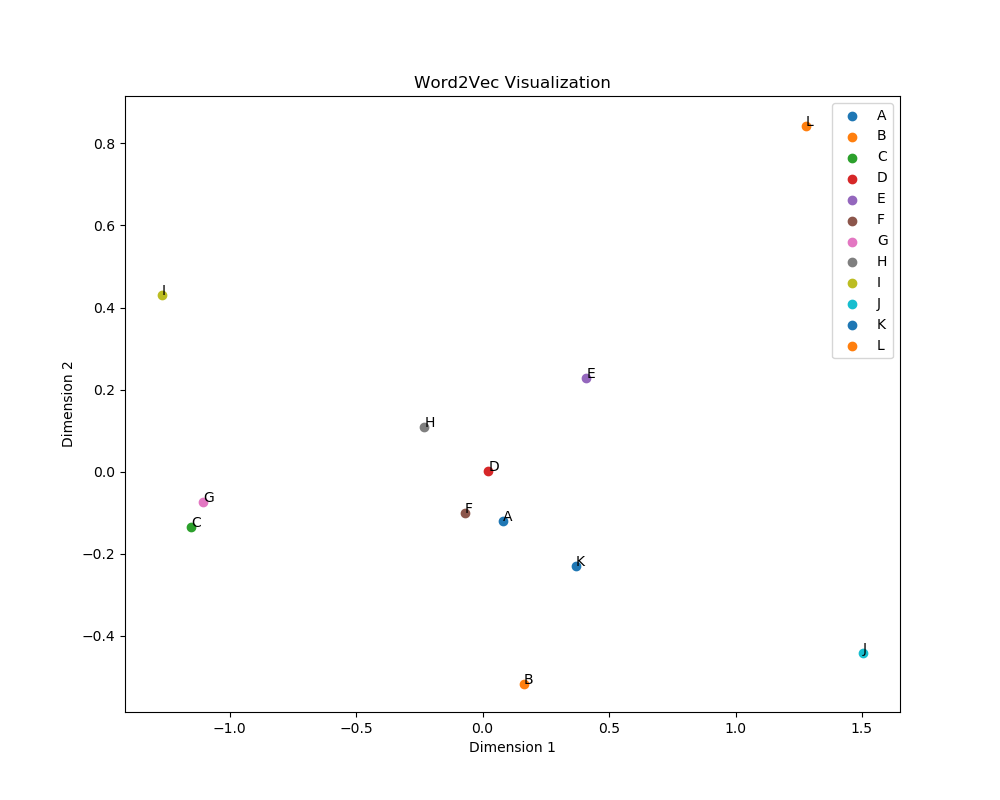 Word2Vec Visualization
L
A
B
C
D
E
F
G
H
I
J
K
L
0.8
0.6
I
0.4
E
0.2
H
D
0.0
G
F
A
C
−0.2
K
−0.4
J
B
Dimension 2
−1.0 −0.5 0.0 0.5 1.0 1.5
Dimension 1